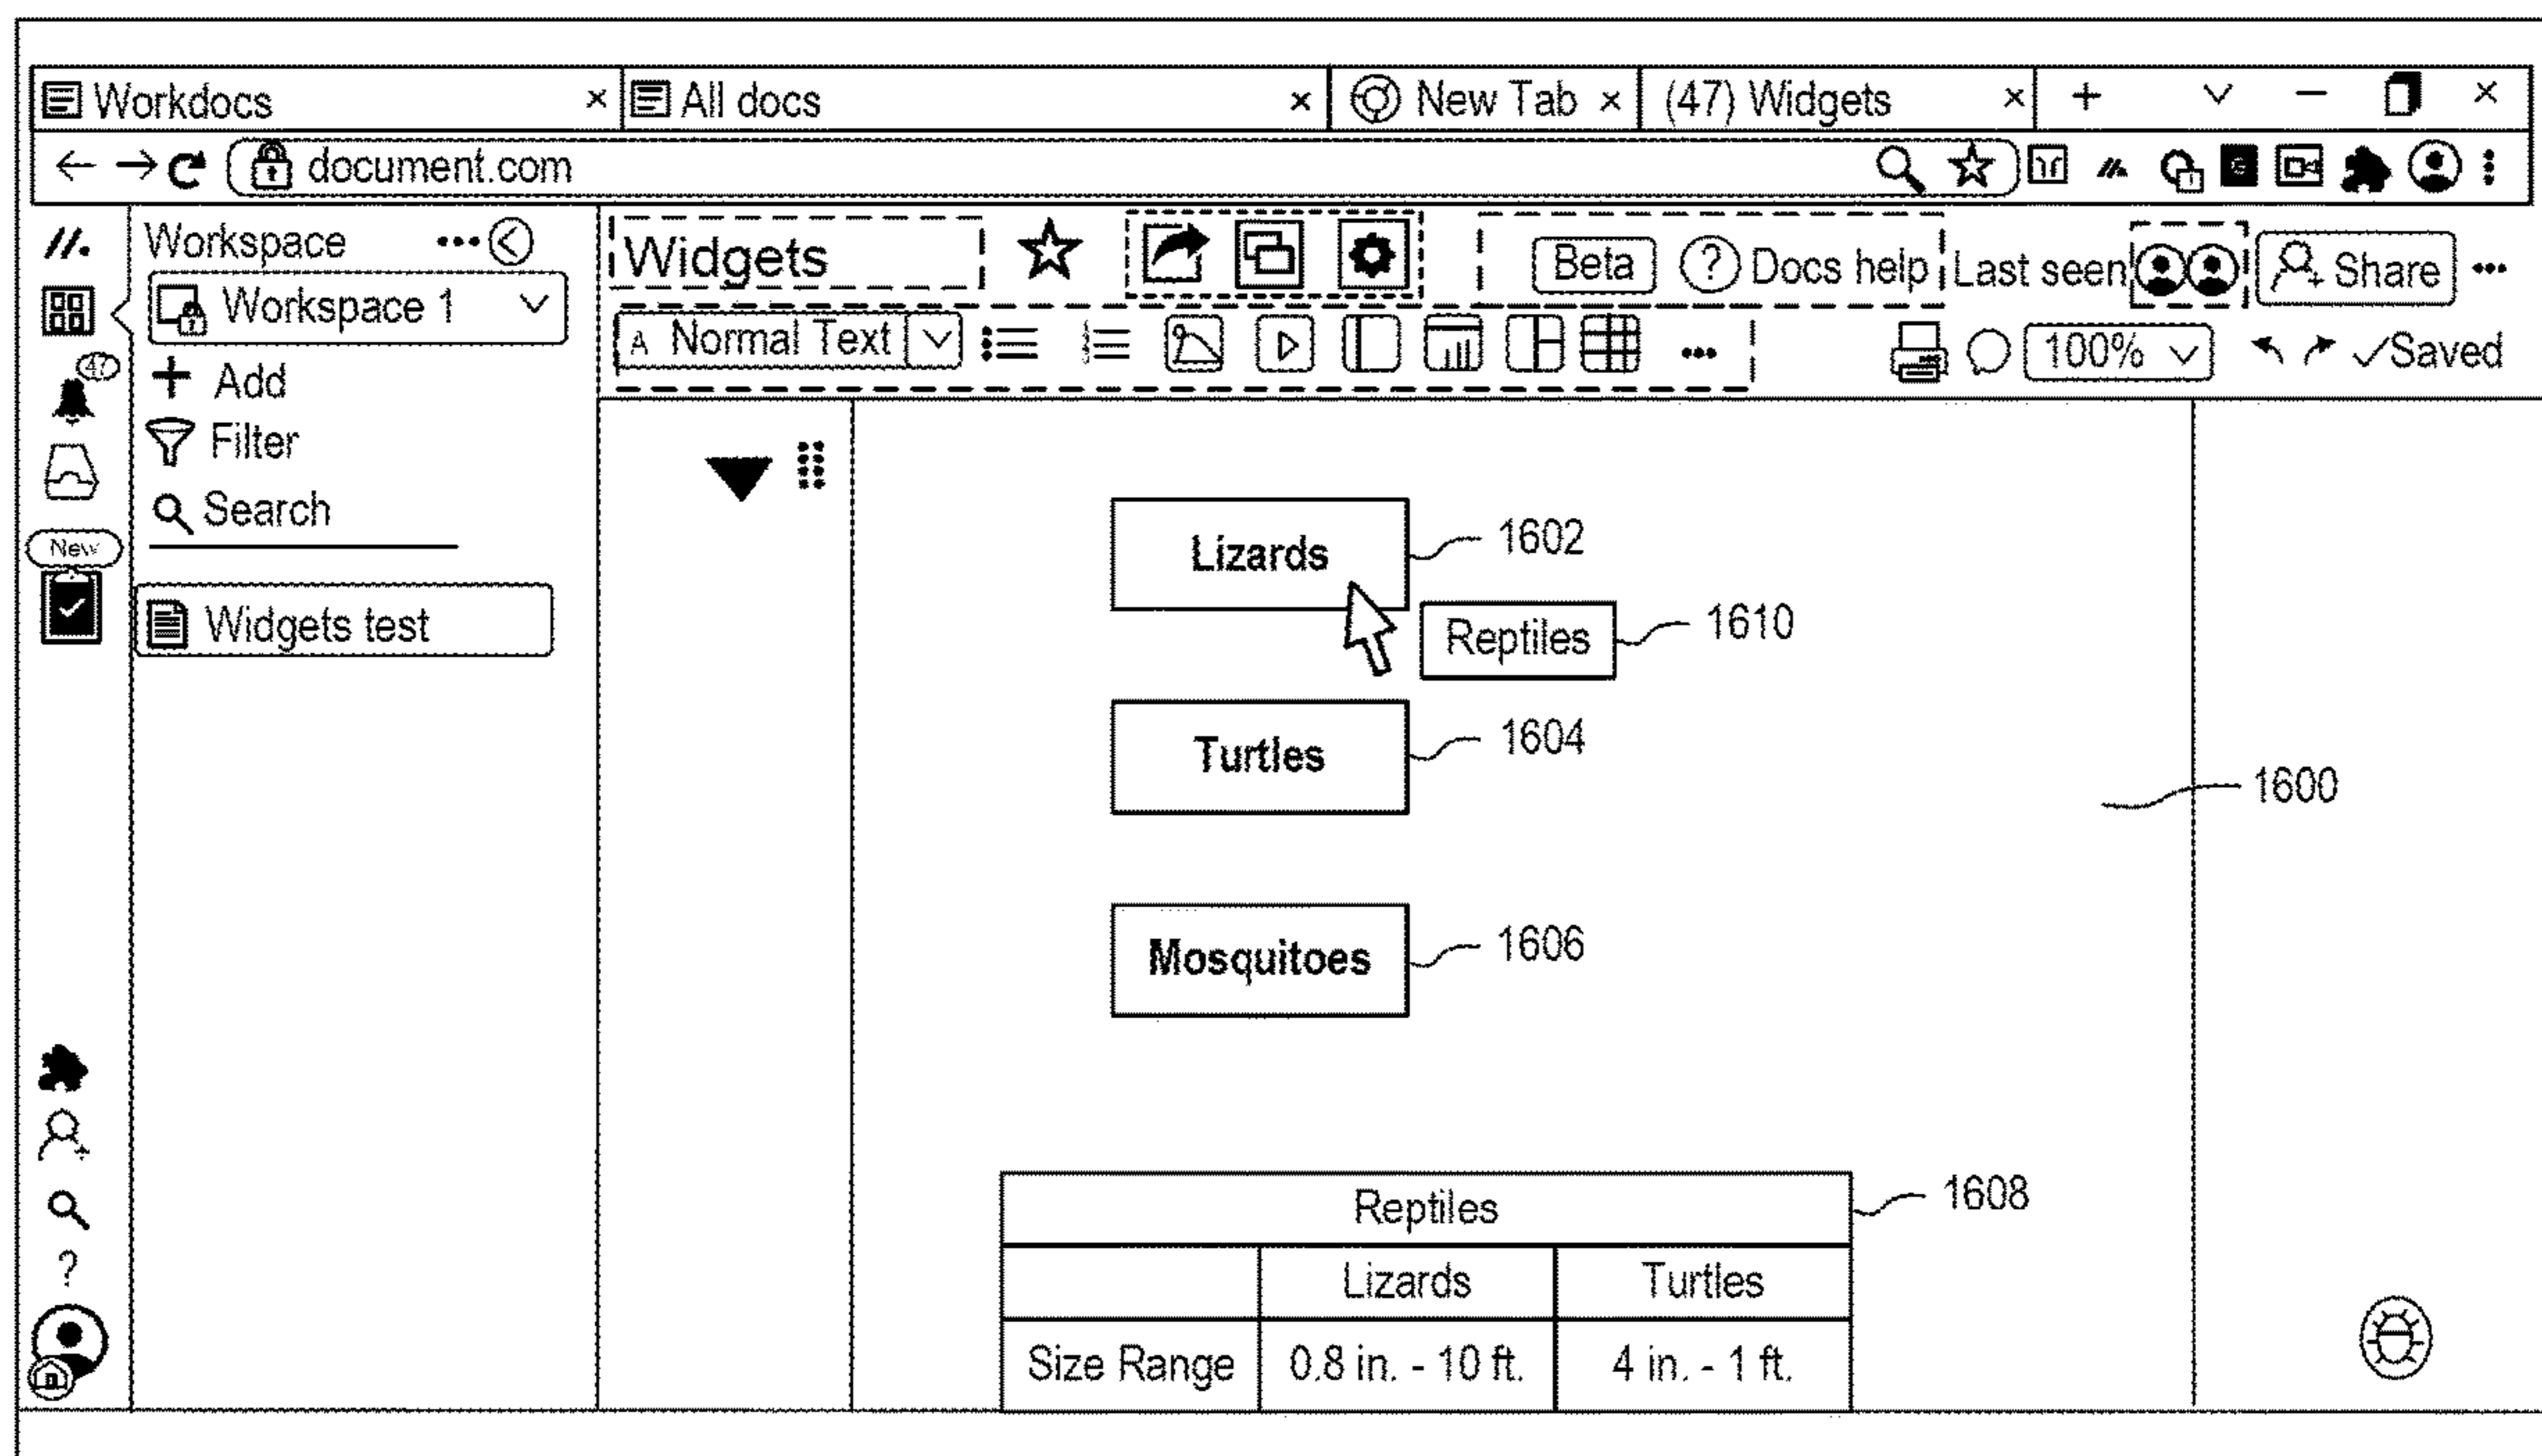 Workdocs × All docs × New Tab × (47) Widgets × + ×
document.com
Workspace •••
Workspace 1
47
+ Add
Filter
Search
New
Widgets test
Widgets
Beta ? Docs help Last seen Share •••
A Normal Text ••• 100% Saved
Lizards 1602
Reptiles 1610
Turtles 1604
1600
Mosquitoes 1606
Reptiles 1608
Lizards Turtles
Size Range 0.8 in. - 10 ft. 4 in. - 1 ft.
?